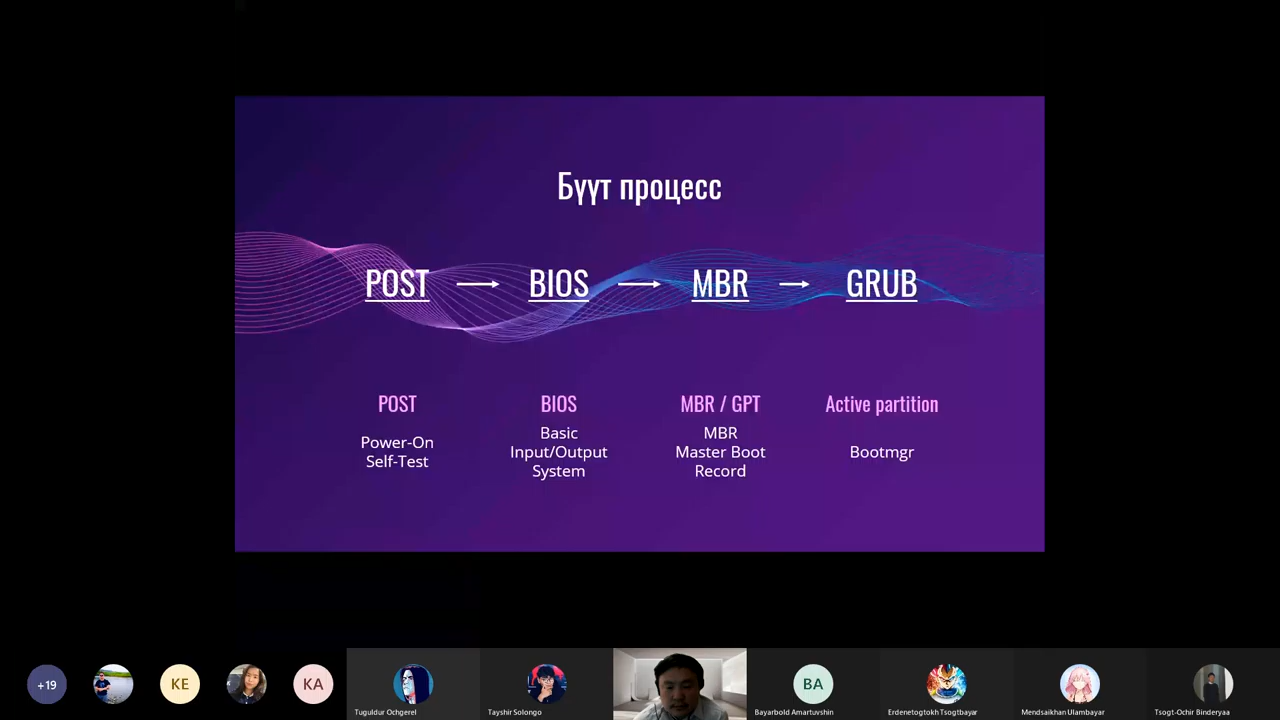 Бүүт процесс
POST
BIOS
MBR
GRUB
POST
Power-On
Self-Test
BIOS
Basic
Input/Output
System
MBR / GPT
MBR
Master Boot
Record
Active partition
Bootmgr
+19
KE
KA
Tuguldur Ochgerel
Tayshir Solongo
BA
Bayarbold Amartuvshin
Erdenetogtokh Tsogtbayar
Mendsaikhan Ulambayar
Tsogt-Ochir Binderyaa